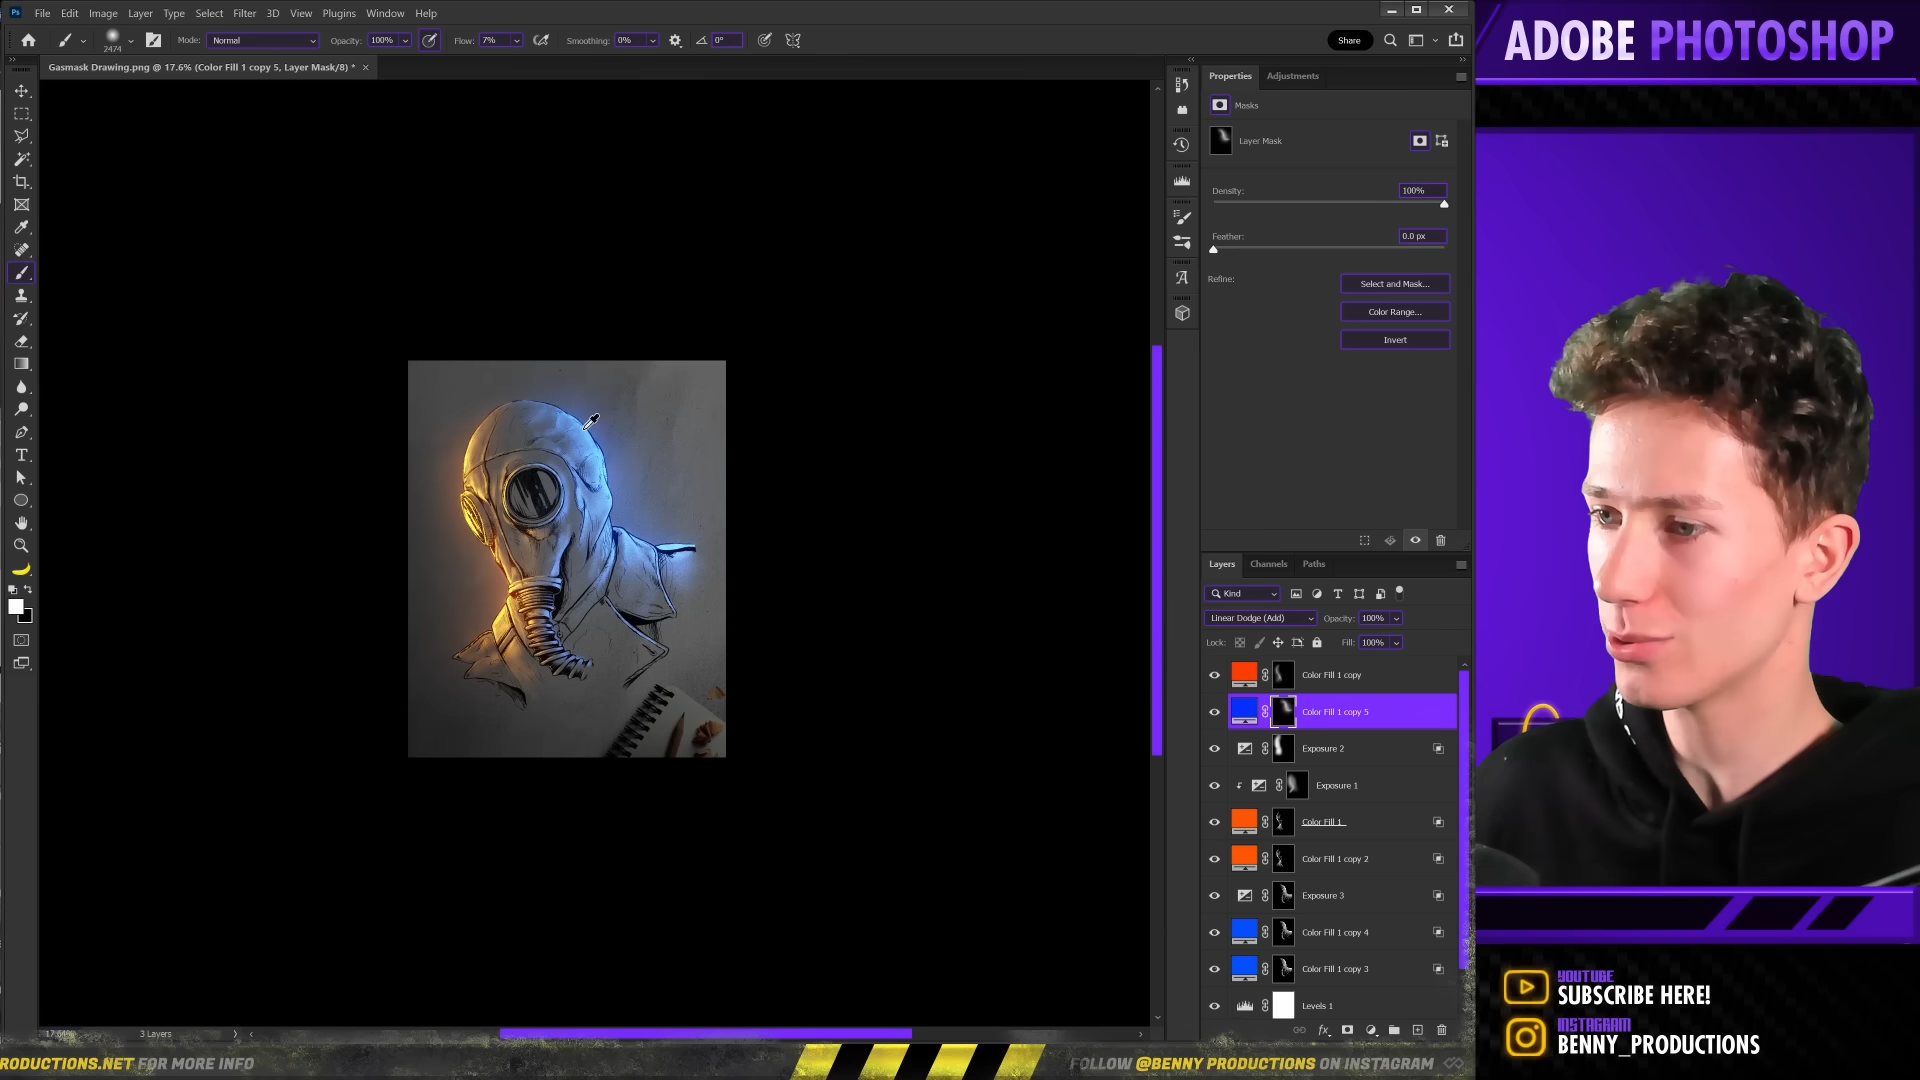 Ps File Edit Image Layer Type Select Filter 3D View Plugins Window Help
2474 Mode: Normal Opacity: 100% Flow: 7% Smoothing: 0% 0° Share
Gasmask Drawing.png @ 17.6% (Color Fill 1 copy 5, Layer Mask/8) *
Properties Adjustments
Masks
Layer Mask
Density: 100%
Feather: 0.0 px
Refine: Select and Mask...
Color Range...
Invert
Layers Channels Paths
Kind
Linear Dodge (Add) Opacity: 100%
Lock: Fill: 100%
Color Fill 1 copy
Color Fill 1 copy 5
Exposure 2
Exposure 1
Color Fill 1
Color Fill 1 copy 2
Exposure 3
Color Fill 1 copy 4
Color Fill 1 copy 3
Levels 1
3 Layers
ADOBE PHOTOSHOP
YOUTUBE
SUBSCRIBE HERE!
INSTAGRAM
BENNY_PRODUCTIONS
RODUCTIONS.NET FOR MORE INFO
FOLLOW @BENNY PRODUCTIONS ON INSTAGRAM